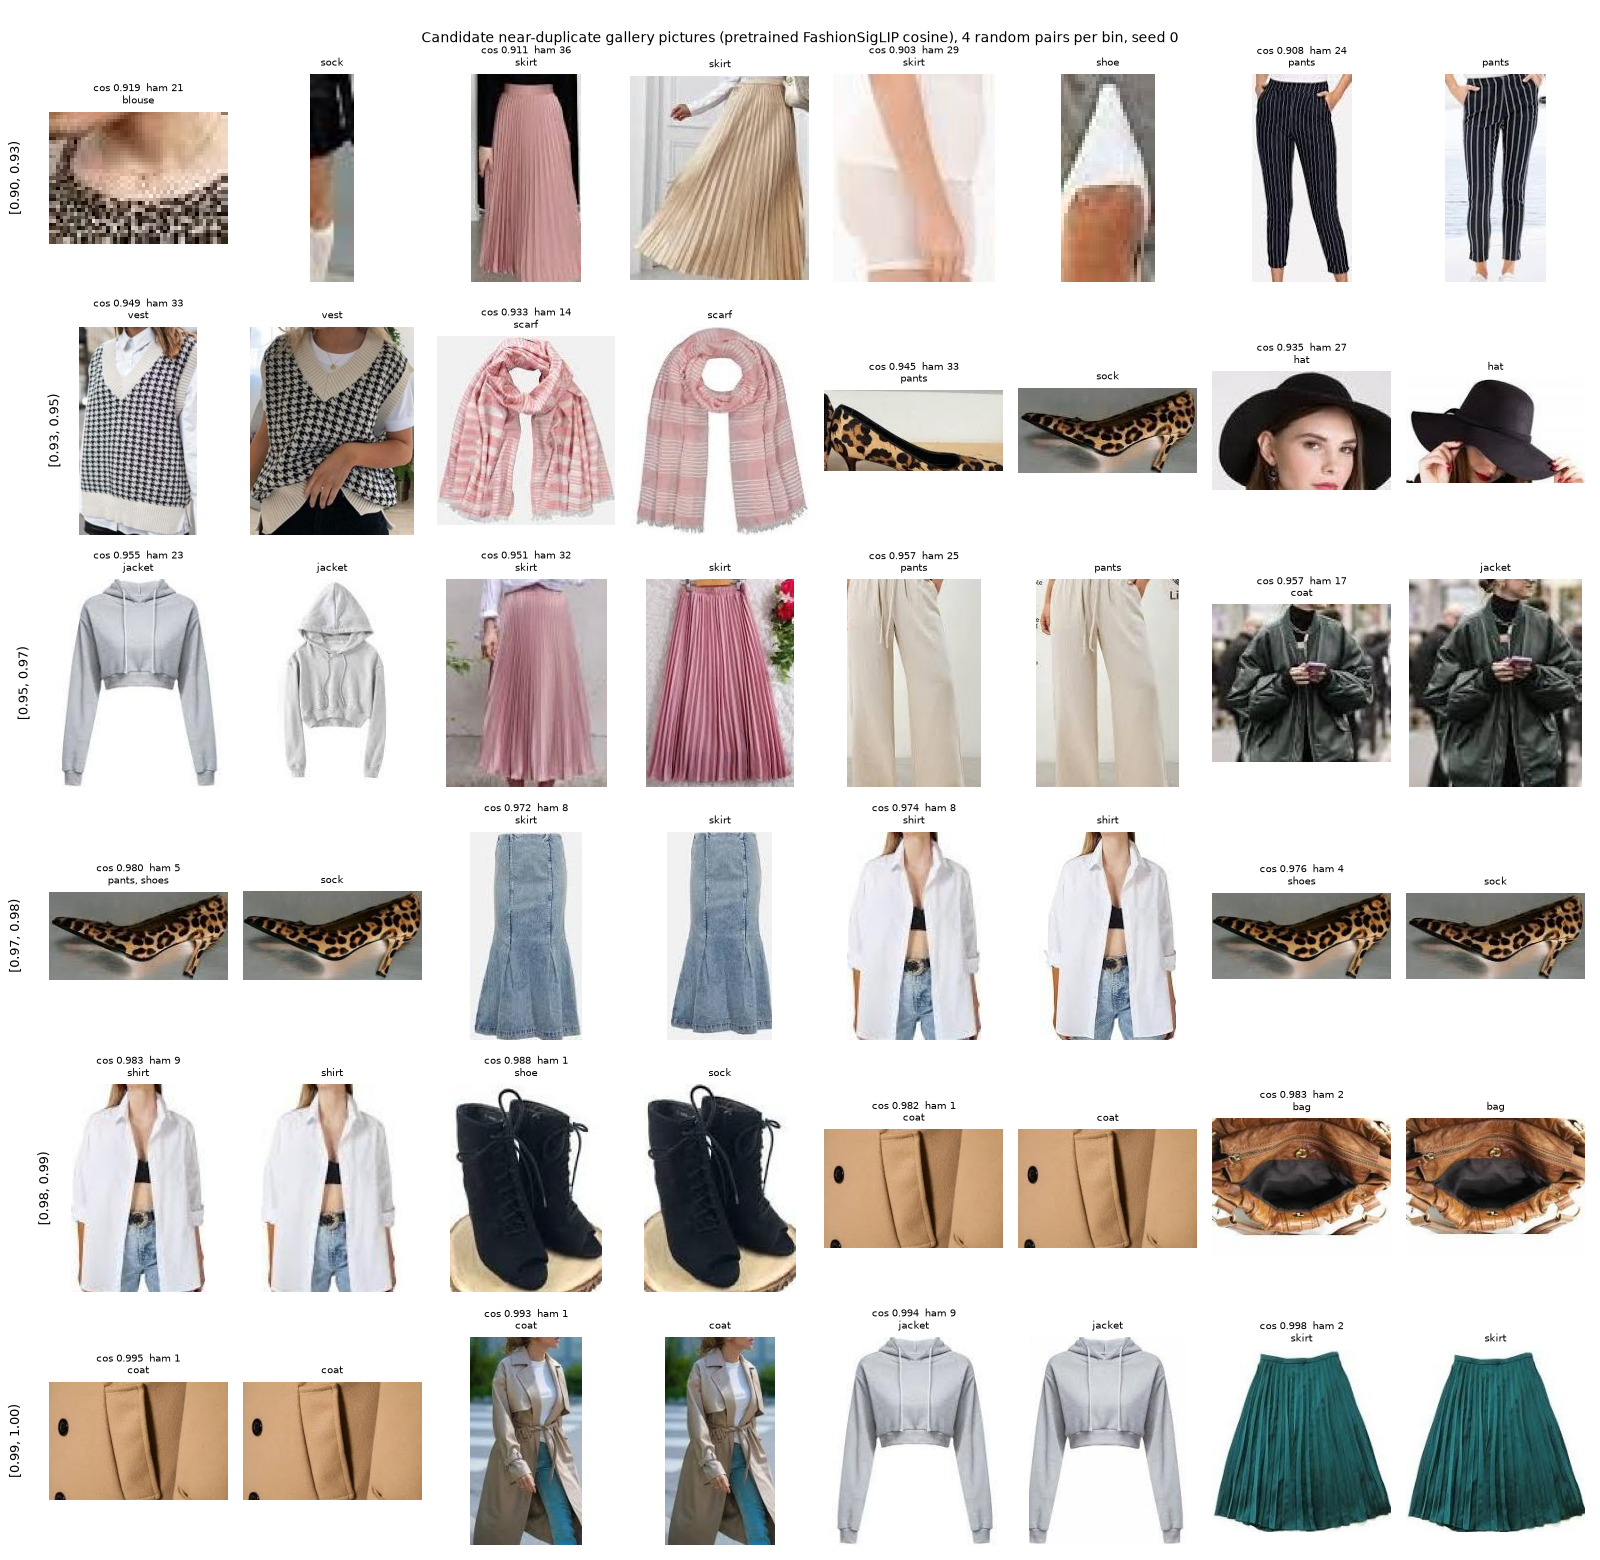 Candidate near-duplicate gallery pictures (pretrained FashionSigLIP cosine), 4 random pairs per bin, seed 0
[0.90, 0.93)
cos 0.919 ham 21
blouse
sock
cos 0.911 ham 36
skirt
skirt
cos 0.903 ham 29
skirt
shoe
cos 0.908 ham 24
pants
pants
[0.93, 0.95)
cos 0.949 ham 33
vest
vest
cos 0.933 ham 14
scarf
scarf
cos 0.945 ham 33
pants
sock
cos 0.935 ham 27
hat
hat
[0.95, 0.97)
cos 0.955 ham 23
jacket
jacket
cos 0.951 ham 32
skirt
skirt
cos 0.957 ham 25
pants
pants
Li
cos 0.957 ham 17
coat
jacket
[0.97, 0.98)
cos 0.980 ham 5
pants, shoes
sock
cos 0.972 ham 8
skirt
skirt
cos 0.974 ham 8
shirt
shirt
cos 0.976 ham 4
shoes
sock
[0.98, 0.99)
cos 0.983 ham 9
shirt
shirt
cos 0.988 ham 1
shoe
sock
cos 0.982 ham 1
coat
coat
cos 0.983 ham 2
bag
bag
[0.99, 1.00)
cos 0.995 ham 1
coat
coat
cos 0.993 ham 1
coat
coat
cos 0.994 ham 9
jacket
jacket
cos 0.998 ham 2
skirt
skirt